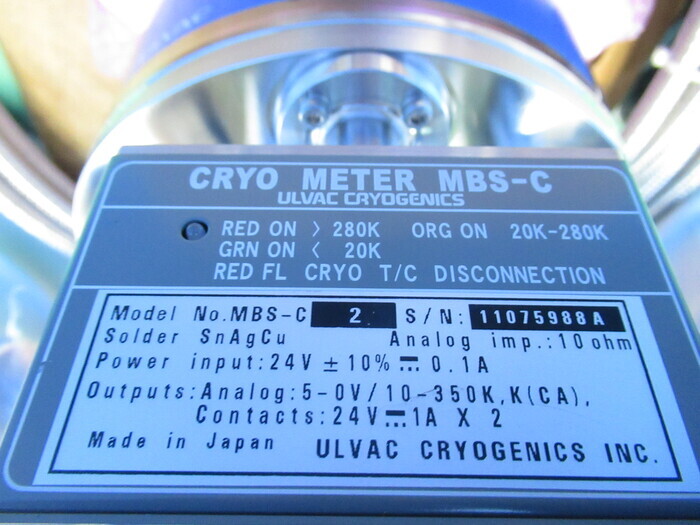 CRYO METER MBS-C
ULVAC CRYOGENICS
RED ON > 280K ORG ON 20K-280K
GRN ON < 20K
RED FL CRYO T/C DISCONNECTION
Model No.MBS-C 2 S/N: 11075988A
Solder SnAgCu Analog imp.:10ohm
Power input:24V ±10% ⎓ 0.1A
Outputs:Analog:5-0V/10-350K,K(CA),
Contacts:24V⎓1A X 2
Made in Japan ULVAC CRYOGENICS INC.